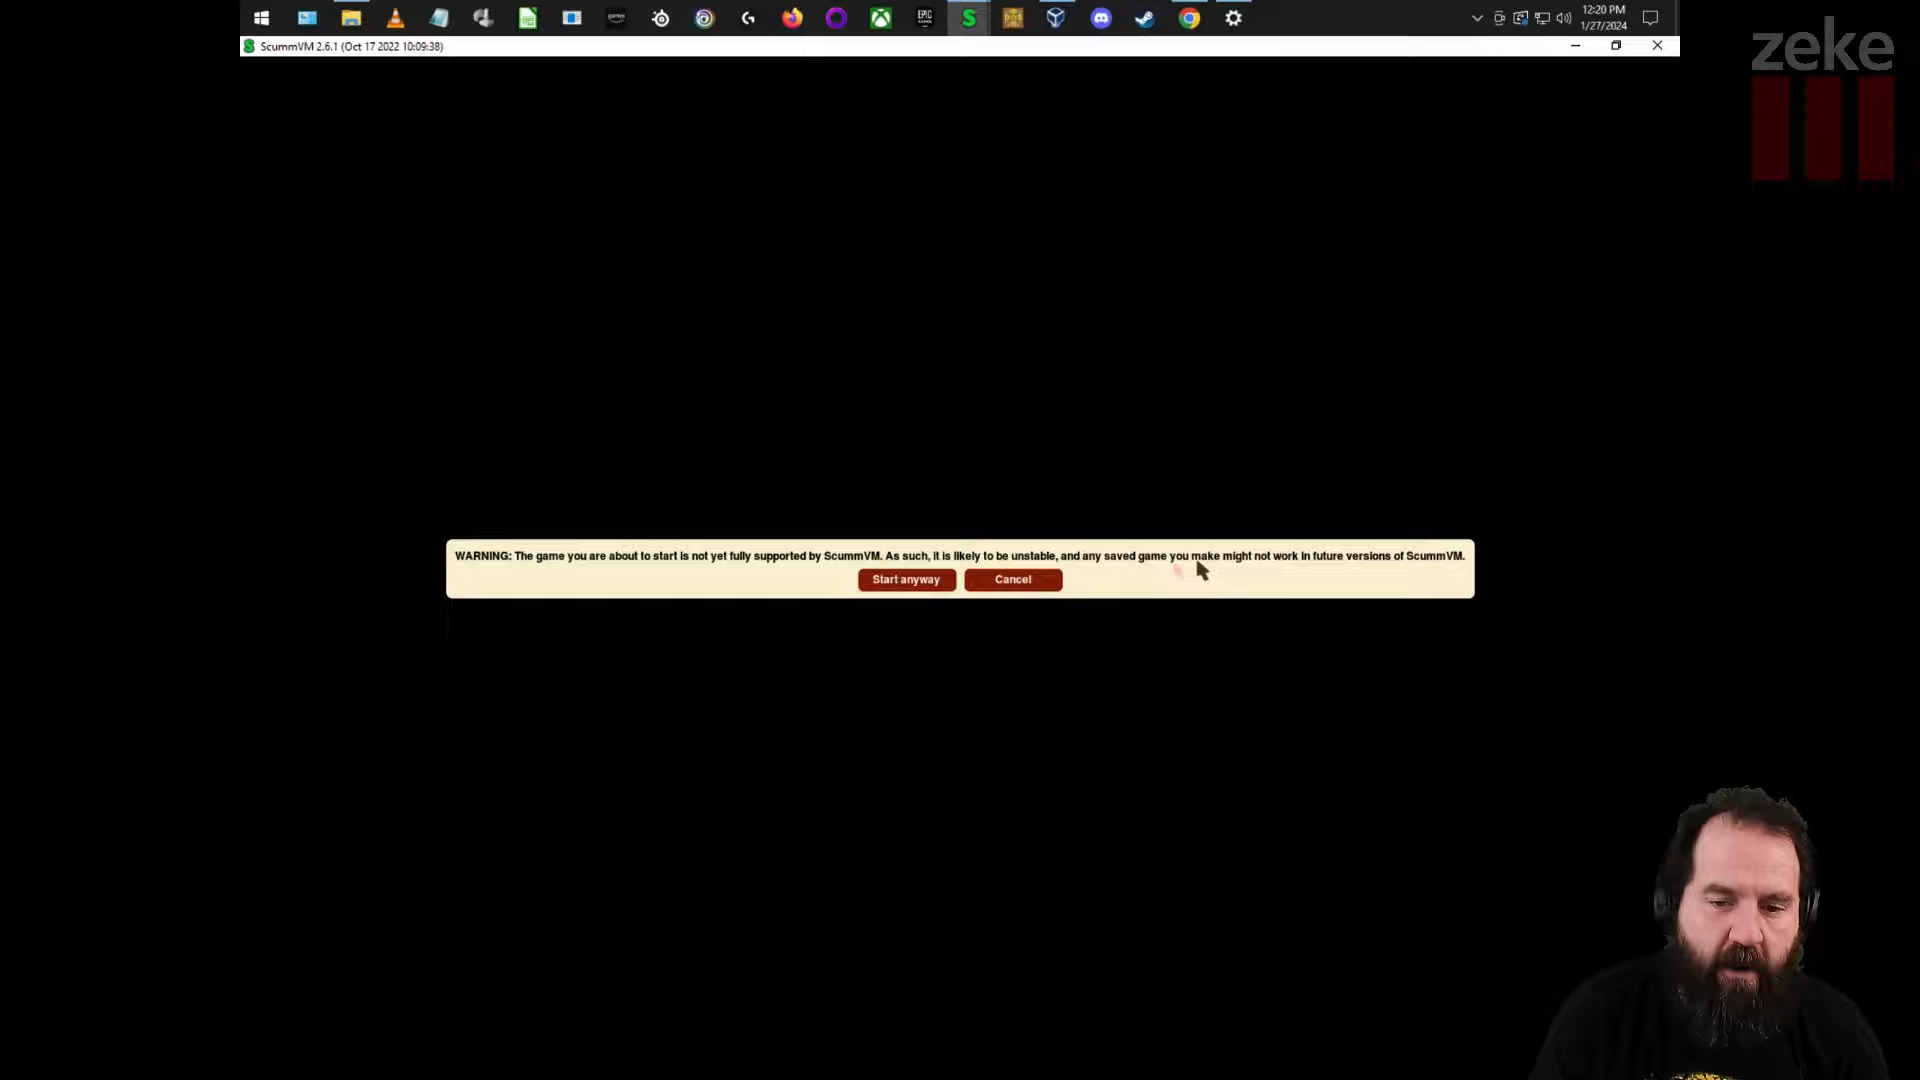 12:20 PM
1/27/2024
ScummVM 2.6.1 (Oct 17 2022 10:09:38)
zeke
EPIC
WARNING: The game you are about to start is not yet fully supported by ScummVM. As such, it is likely to be unstable, and any saved game you make might not work in future versions of ScummVM.
Start anyway
Cancel